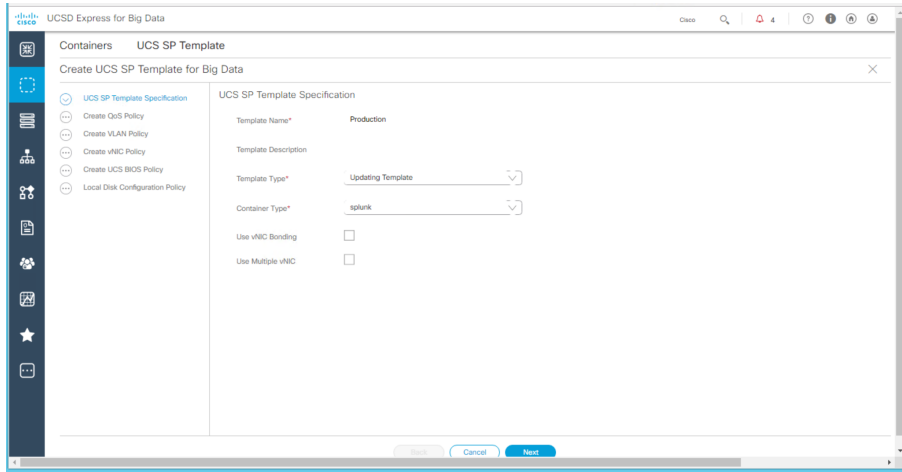 CISCO
UCSD Express for Big Data
Cisco
4
Containers UCS SP Template
Create UCS SP Template for Big Data
UCS SP Template Specification
Create QoS Policy
Create VLAN Policy
Create vNIC Policy
Create UCS BIOS Policy
Local Disk Configuration Policy
UCS SP Template Specification
Template Name* Production
Template Description
Template Type* Updating Template
Container Type* splunk
Use vNIC Bonding
Use Multiple vNIC
Back Cancel Next